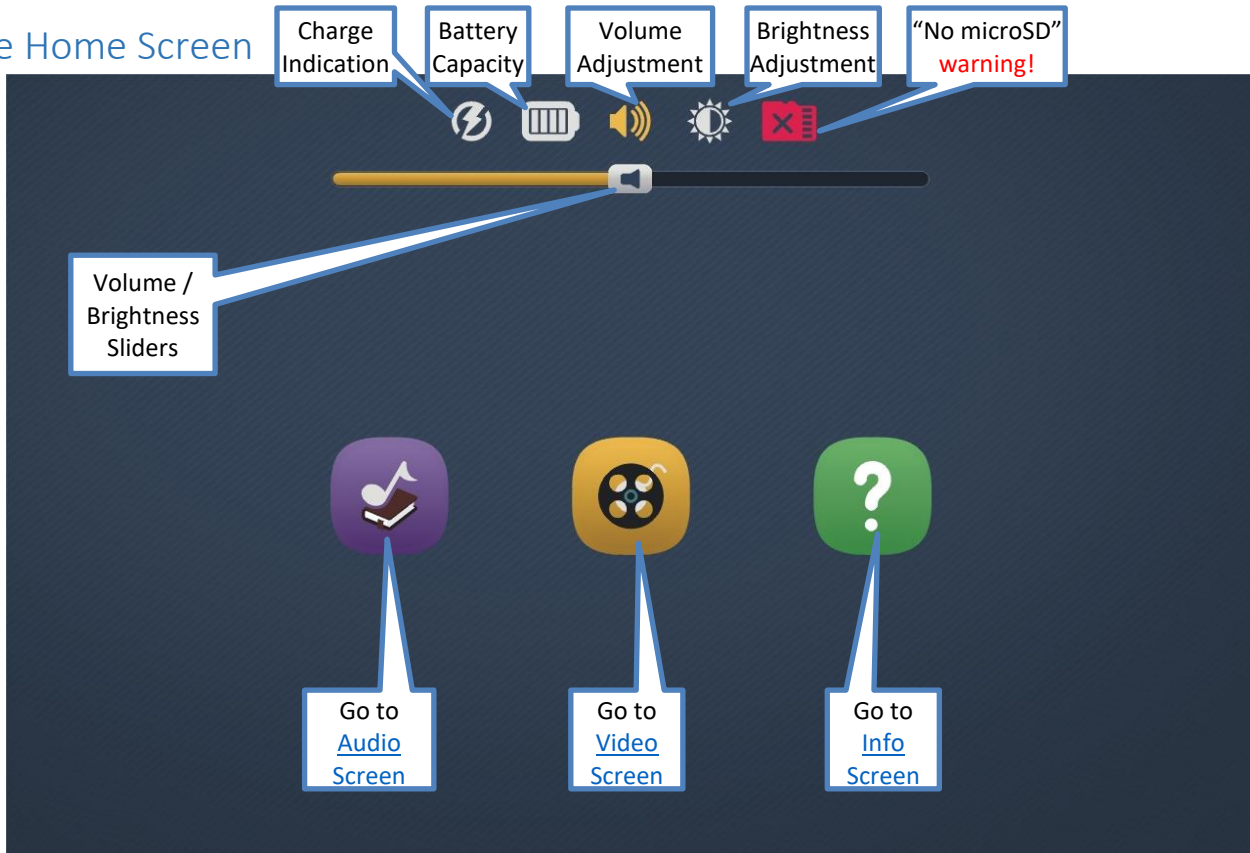 e Home Screen
Charge
Indication
Battery
Capacity
Volume
Adjustment
Brightness
Adjustment
“No microSD”
warning!
Volume /
Brightness
Sliders
Go to
Audio
Screen
Go to
Video
Screen
Go to
Info
Screen